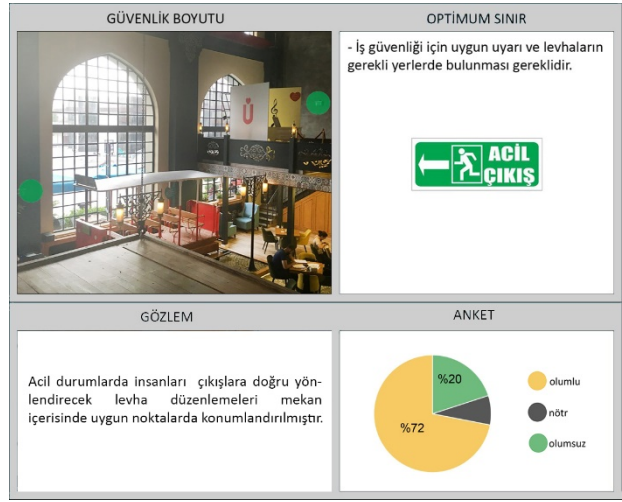 GÜVENLİK BOYUTU
OPTİMUM SINIR
- İş güvenliği için uygun uyarı ve levhaların
gerekli yerlerde bulunması gereklidir.
ACİL
ÇIKIŞ
Ü
GÖZLEM
ANKET
Acil durumlarda insanları çıkışlara doğru yön-
lendirecek levha düzenlemeleri mekan
içerisinde uygun noktalarda konumlandırılmıştır.
%20
%72
olumlu
nötr
olumsuz